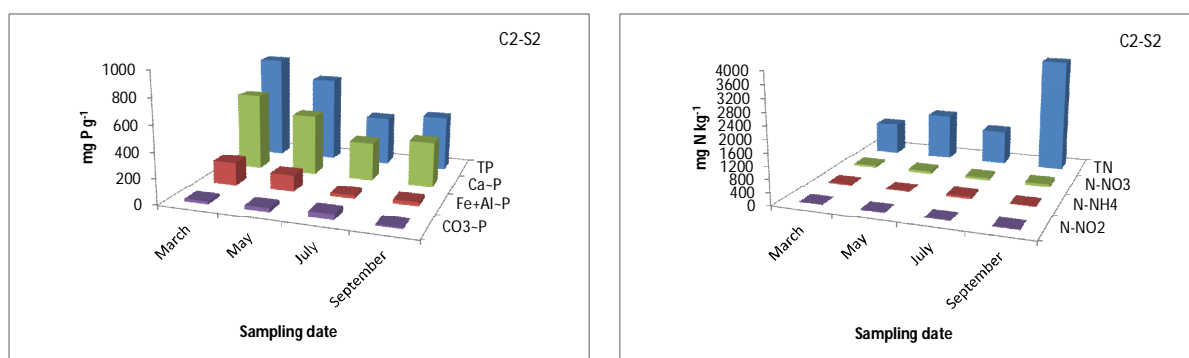 C2-S2
mg P g-1
1000
800
600
400
200
0
TP
Ca~P
Fe+Al~P
CO3~P
March
May
July
September
Sampling date
C2-S2
mg N kg-1
4000
3600
3200
2800
2400
2000
1600
1200
800
400
0
TN
N-NO3
N-NH4
N-NO2
March
May
July
September
Sampling date